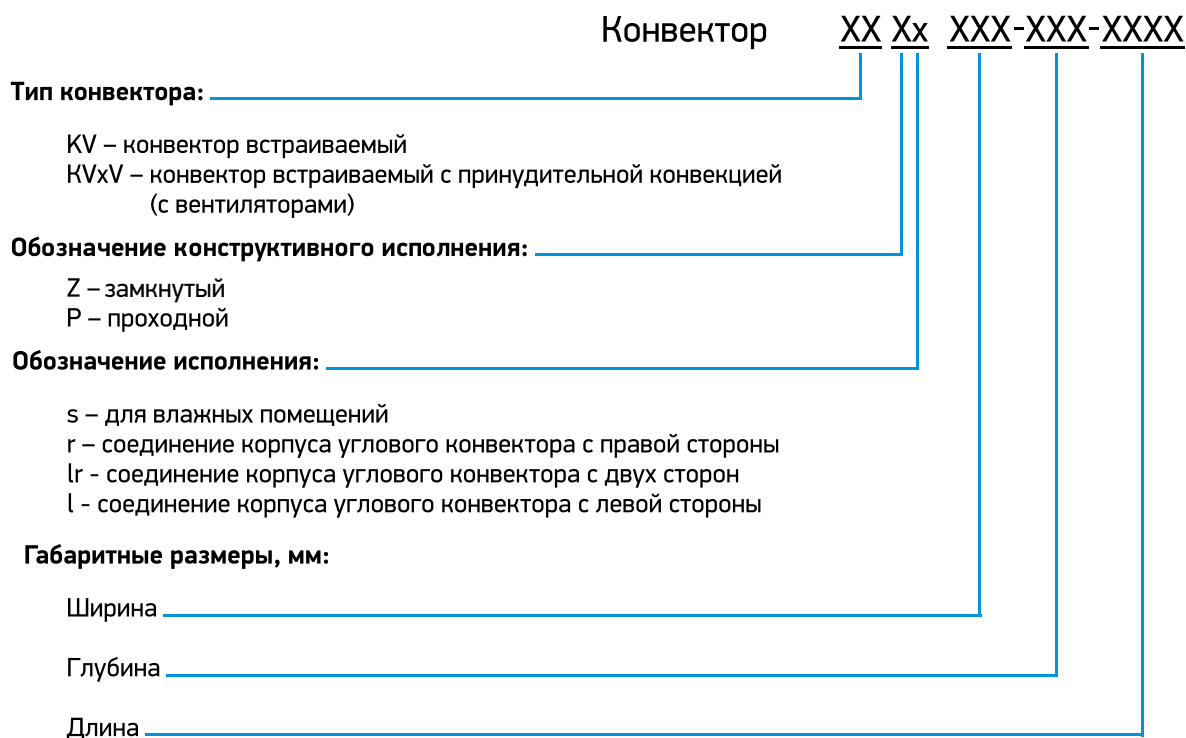 Конвектор XX Xx XXX-XXX-XXXX
Тип конвектора:
KV – конвектор встраиваемый
KVxV – конвектор встраиваемый с принудительной конвекцией
(с вентиляторами)
Обозначение конструктивного исполнения:
Z – замкнутый
P – проходной
Обозначение исполнения:
s – для влажных помещений
r – соединение корпуса углового конвектора с правой стороны
lr - соединение корпуса углового конвектора с двух сторон
l - соединение корпуса углового конвектора с левой стороны
Габаритные размеры, мм:
Ширина
Глубина
Длина